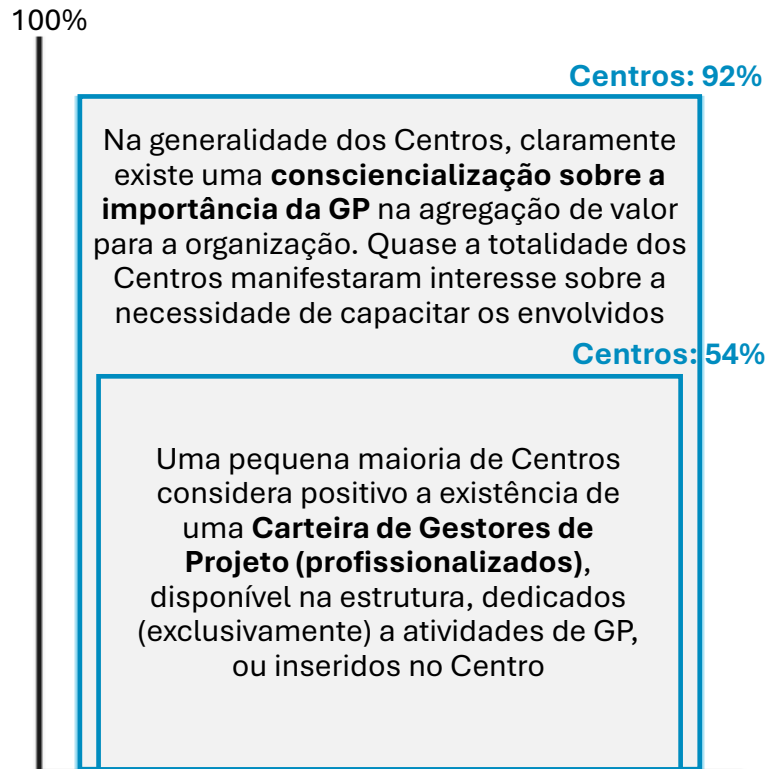 100%
Centros: 92%
Na generalidade dos Centros, claramente
existe uma consciencialização sobre a
importância da GP na agregação de valor
para a organização. Quase a totalidade dos
Centros manifestaram interesse sobre a
necessidade de capacitar os envolvidos
Centros: 54%
Uma pequena maioria de Centros
considera positivo a existência de
uma Carteira de Gestores de
Projeto (profissionalizados),
disponível na estrutura, dedicados
(exclusivamente) a atividades de GP,
ou inseridos no Centro